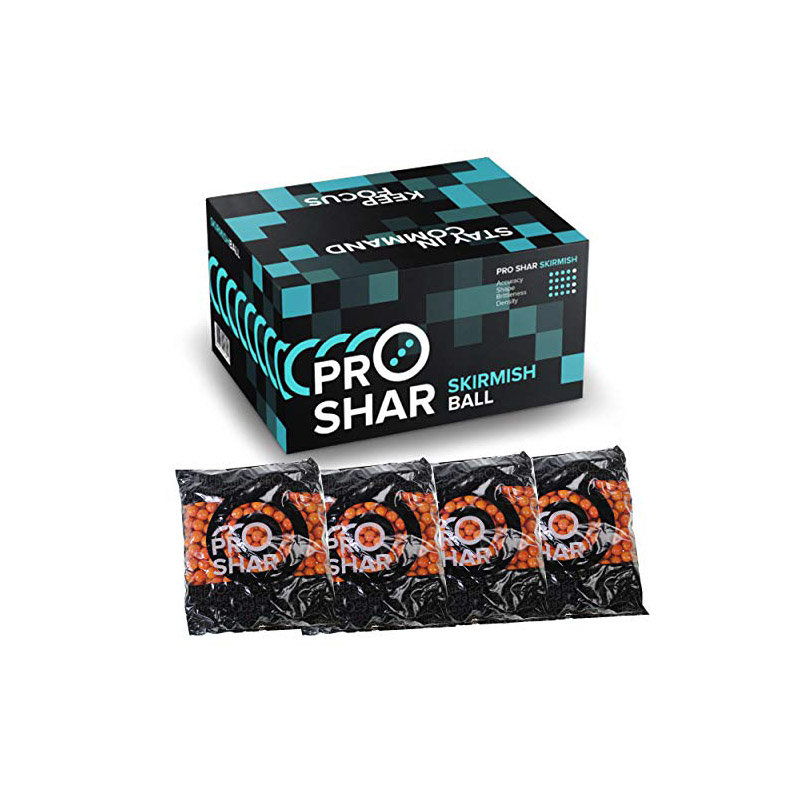 KEEP
FOCUS
STAY IN
COMMAND
PRO SHAR SKIRMISH
Accuracy
Shape
Brittleness
Density
PRO
SHAR
SKIRMISH
BALL
PRO
SHAR
PRO
SHAR
PRO
SHAR
PRO
SHAR